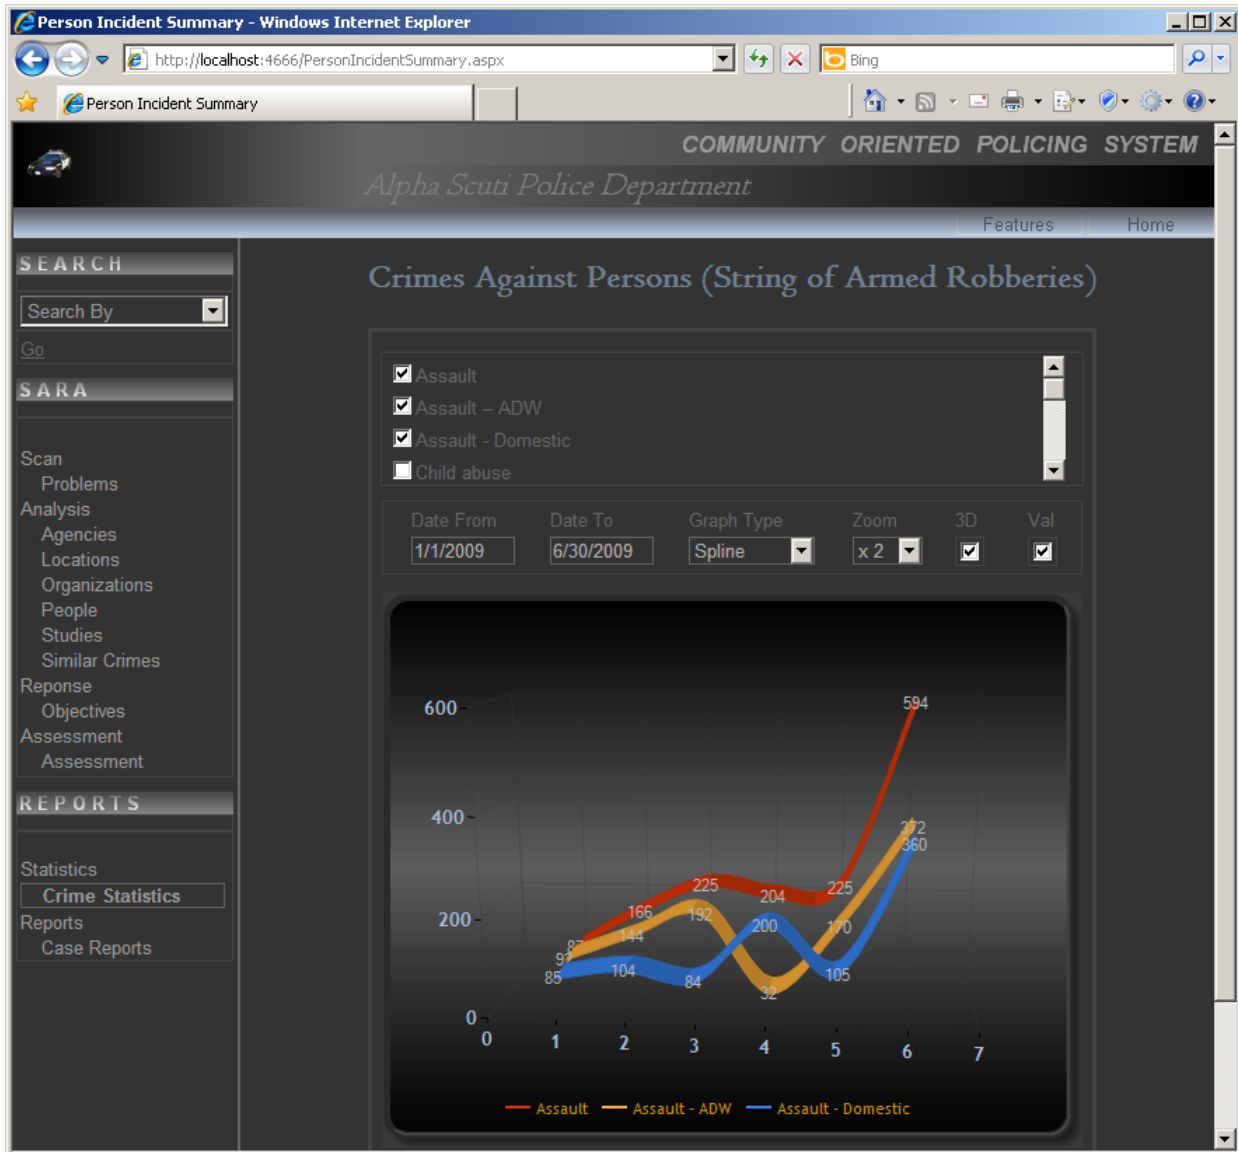 Person Incident Summary - Windows Internet Explorer
http://localhost:4666/PersonIncidentSummary.aspx
Bing
Person Incident Summary
COMMUNITY ORIENTED POLICING SYSTEM
Alpha Scuti Police Department
Features Home
SEARCH
Search By
Go
SARA
Scan
Problems
Analysis
Agencies
Locations
Organizations
People
Studies
Similar Crimes
Reponse
Objectives
Assessment
Assessment
REPORTS
Statistics
Crime Statistics
Reports
Case Reports
Crimes Against Persons (String of Armed Robberies)
Assault
Assault – ADW
Assault - Domestic
Child abuse
Date From Date To Graph Type Zoom 3D Val
1/1/2009 6/30/2009 Spline x 2
600
400
200
0
594
372
360
225 204 225
166 192 200 170
144
87
85 104 84 32 105
0 1 2 3 4 5 6 7
Assault Assault - ADW Assault - Domestic